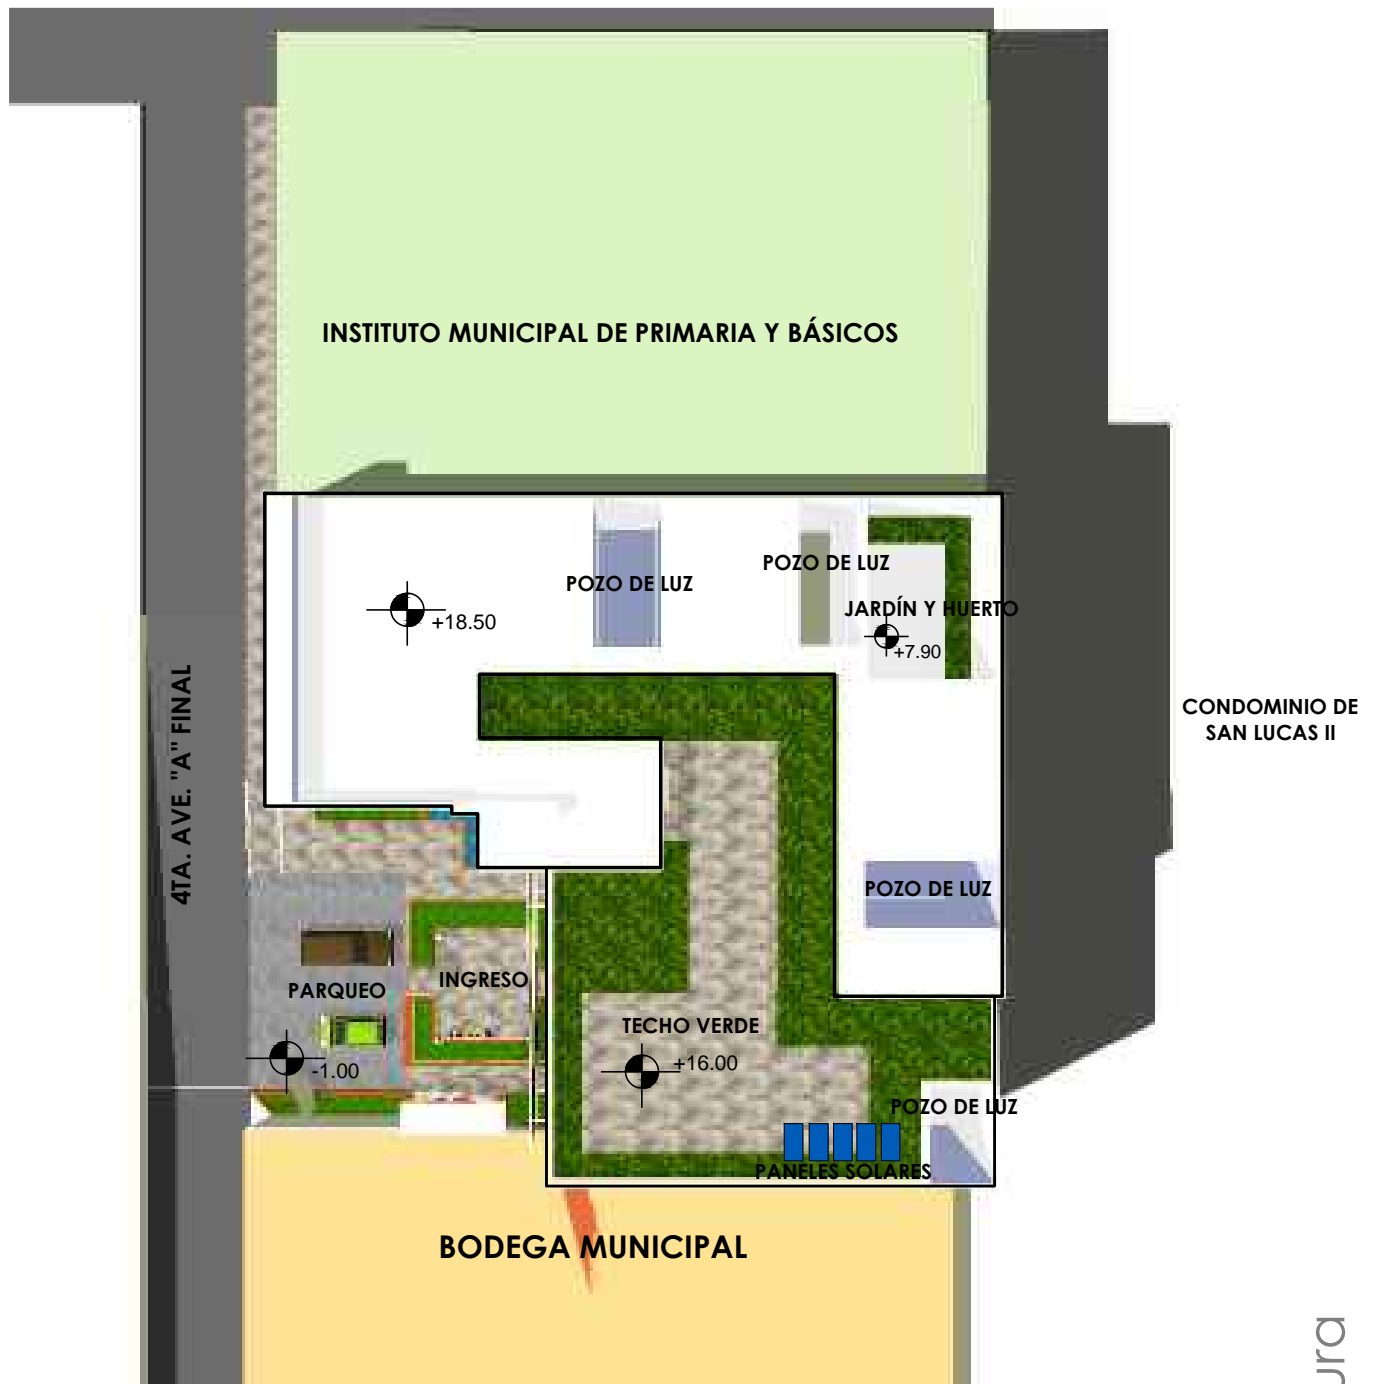 INSTITUTO MUNICIPAL DE PRIMARIA Y BÁSICOS
POZO DE LUZ
POZO DE LUZ
JARDÍN Y HUERTO
+18.50
+7.90
4TA. AVE. "A" FINAL
CONDOMINIO DE
SAN LUCAS II
POZO DE LUZ
PARQUEO
INGRESO
TECHO VERDE
-1.00
+16.00
POZO DE LUZ
PANELES SOLARES
BODEGA MUNICIPAL
ura